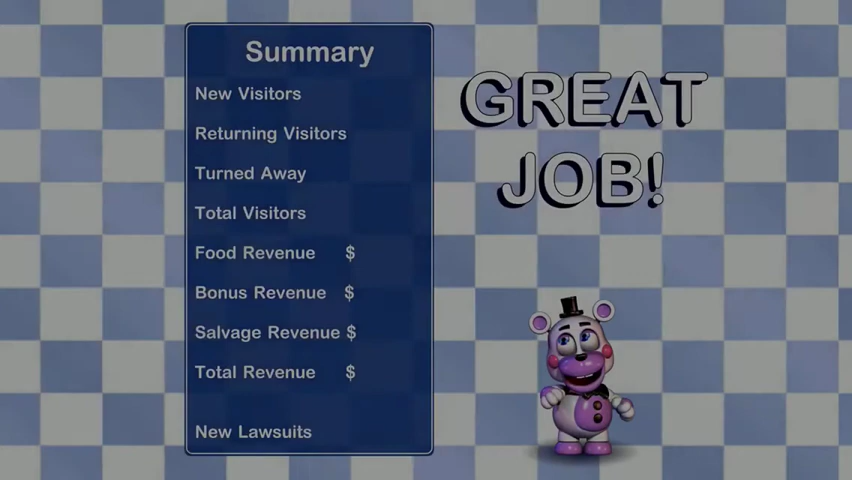 Summary
New Visitors
Returning Visitors
Turned Away
Total Visitors
Food Revenue $
Bonus Revenue $
Salvage Revenue $
Total Revenue $
New Lawsuits
GREAT
JOB!